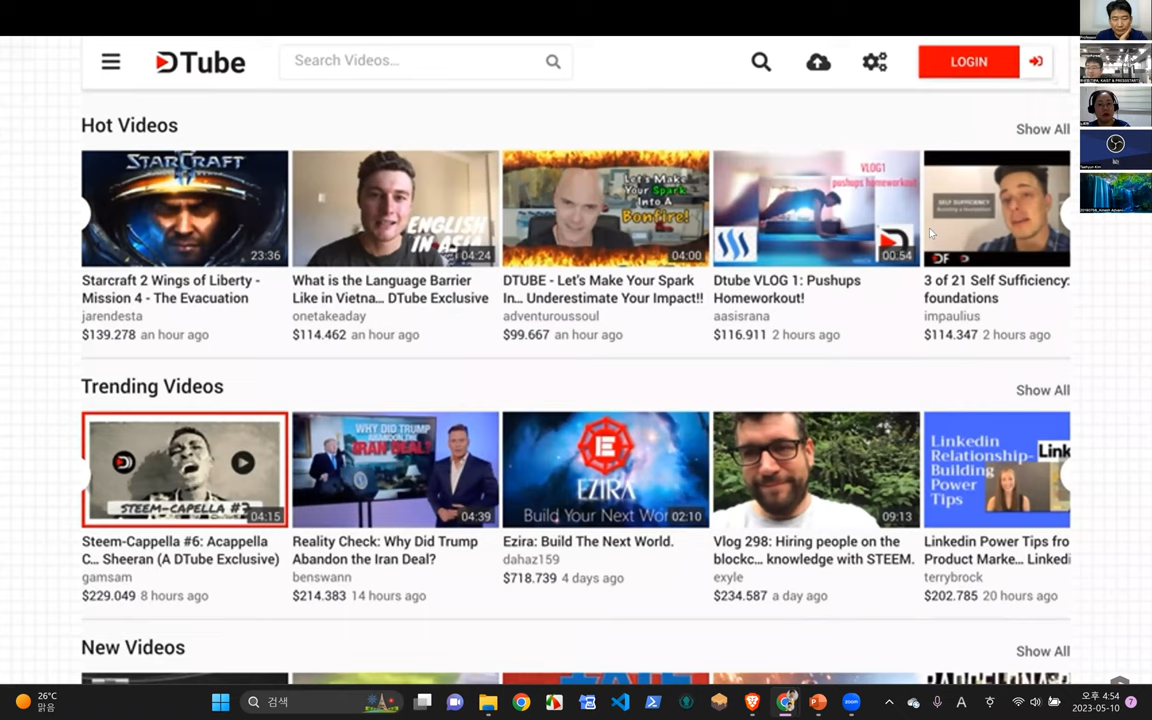 DTube
Search Videos...
LOGIN
Hot Videos
Show All
STARCRAFT
23:36
ENGLISH
IN ASIA
04:24
Let's Make
Your Spark
Into A
Bonfire!
04:00
VLOG1
pushups homeworkout
00:54
SELF SUFFICIENCY
Starcraft 2 Wings of Liberty -
Mission 4 - The Evacuation
jarendesta
$139.278 an hour ago
What is the Language Barrier
Like in Vietna... DTube Exclusive
onetakeaday
$114.462 an hour ago
DTUBE - Let's Make Your Spark
In... Underestimate Your Impact!!
adventuroussoul
$99.667 an hour ago
Dtube VLOG 1: Pushups
Homeworkout!
aasisrana
$116.911 2 hours ago
3 of 21 Self Sufficiency:
foundations
impaulius
$114.347 2 hours ago
Trending Videos
Show All
STEEM-CAPELLA #?
04:15
WHY DID TRUMP
ABANDON THE
IRAN DEAL?
04:39
EZIRA
Build Your Next Wor
02:10
09:13
Linkedin
Relationship-
Building
Power
Tips
Link
Steem-Cappella #6: Acappella
C... Sheeran (A DTube Exclusive)
gamsam
$229.049 8 hours ago
Reality Check: Why Did Trump
Abandon the Iran Deal?
benswann
$214.383 14 hours ago
Ezira: Build The Next World.
dahaz159
$718.739 4 days ago
Vlog 298: Hiring people on the
blockc... knowledge with STEEM.
exyle
$234.587 a day ago
Linkedin Power Tips fro
Product Marke... Linkedi
terrybrock
$202.785 20 hours ago
New Videos
Show All
26°C
맑음
검색
A
오후 4:54
2023-05-10
7